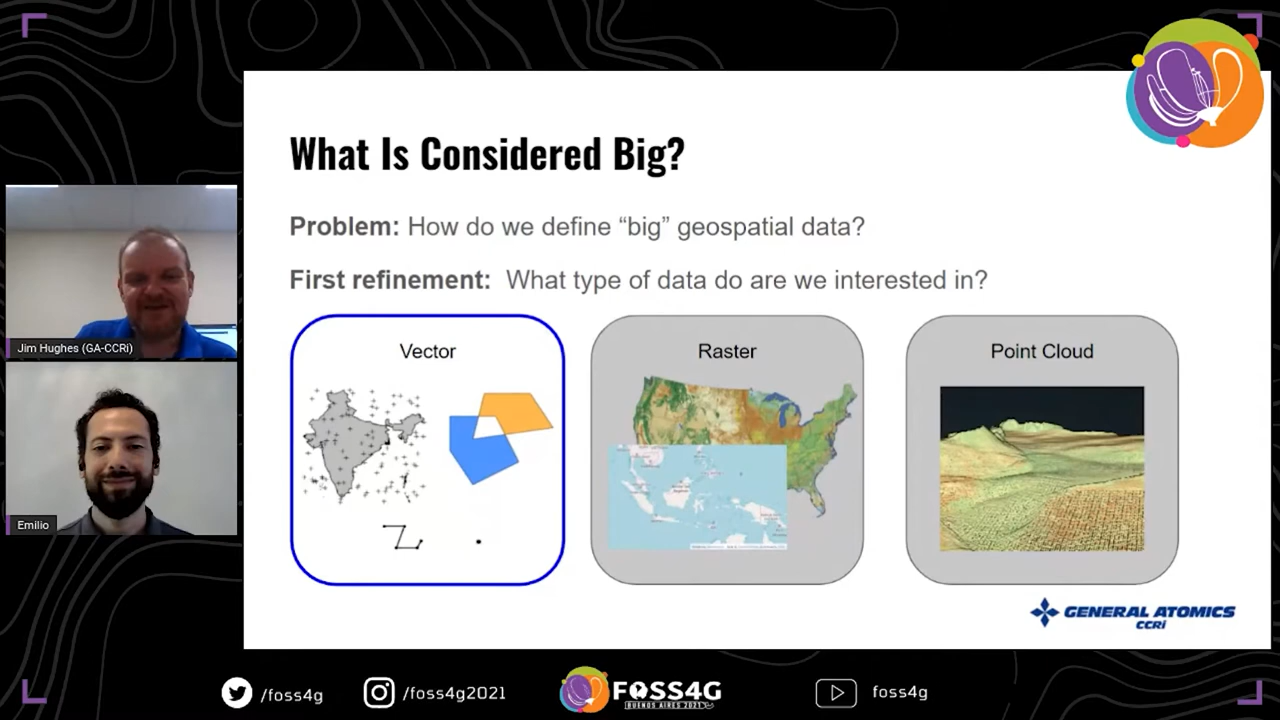 What Is Considered Big?
Problem: How do we define “big” geospatial data?
First refinement: What type of data do are we interested in?
Vector
Raster
Point Cloud
Jim Hughes (GA-CCRi)
Emilio
GENERAL ATOMICS
CCRi
/foss4g
/foss4g2021
FOSS4G
BUENOS AIRES 2021
foss4g